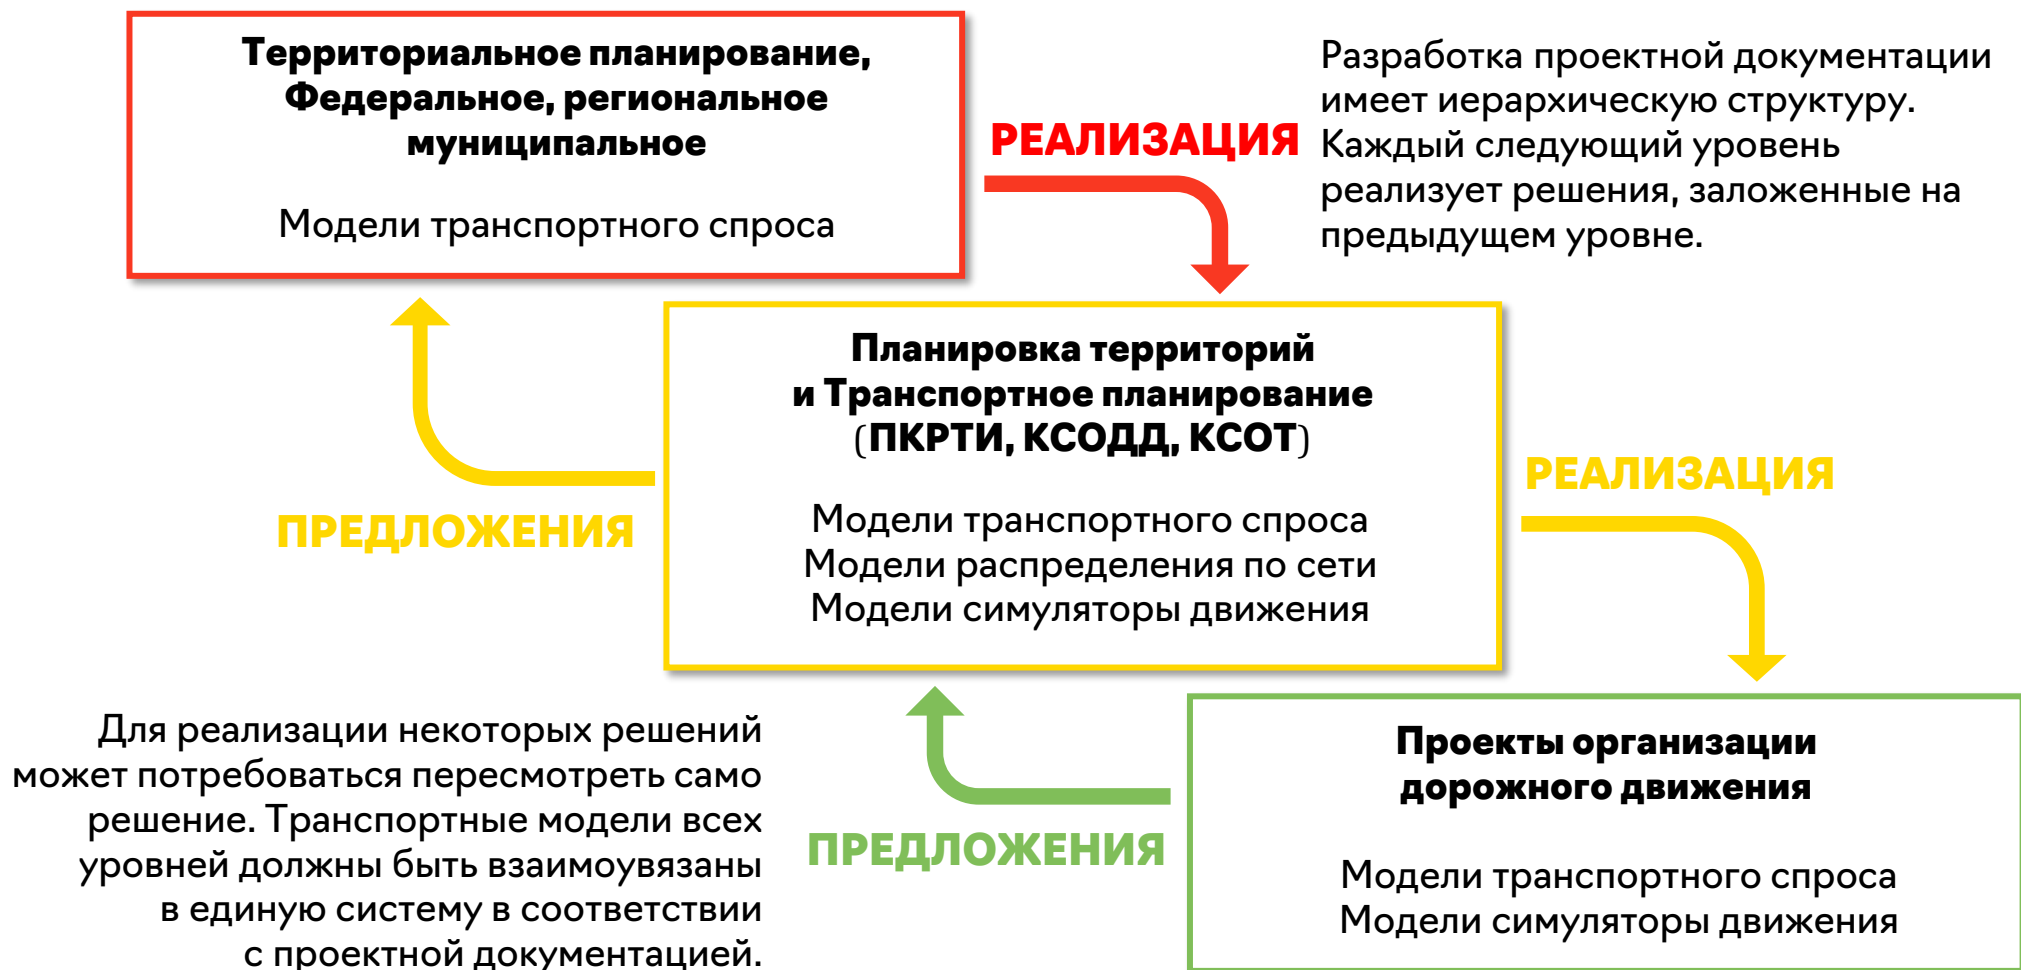 Территориальное планирование,
Федеральное, региональное
муниципальное
Модели транспортного спроса
РЕАЛИЗАЦИЯ
Разработка проектной документации
имеет иерархическую структуру.
Каждый следующий уровень
реализует решения, заложенные на
предыдущем уровне.
ПРЕДЛОЖЕНИЯ
Планировка территорий
и Транспортное планирование
(ПКРТИ, КСОДД, КСОТ)
Модели транспортного спроса
Модели распределения по сети
Модели симуляторы движения
РЕАЛИЗАЦИЯ
Для реализации некоторых решений
может потребоваться пересмотреть само
решение. Транспортные модели всех
уровней должны быть взаимоувязаны
в единую систему в соответствии
с проектной документацией.
ПРЕДЛОЖЕНИЯ
Проекты организации
дорожного движения
Модели транспортного спроса
Модели симуляторы движения